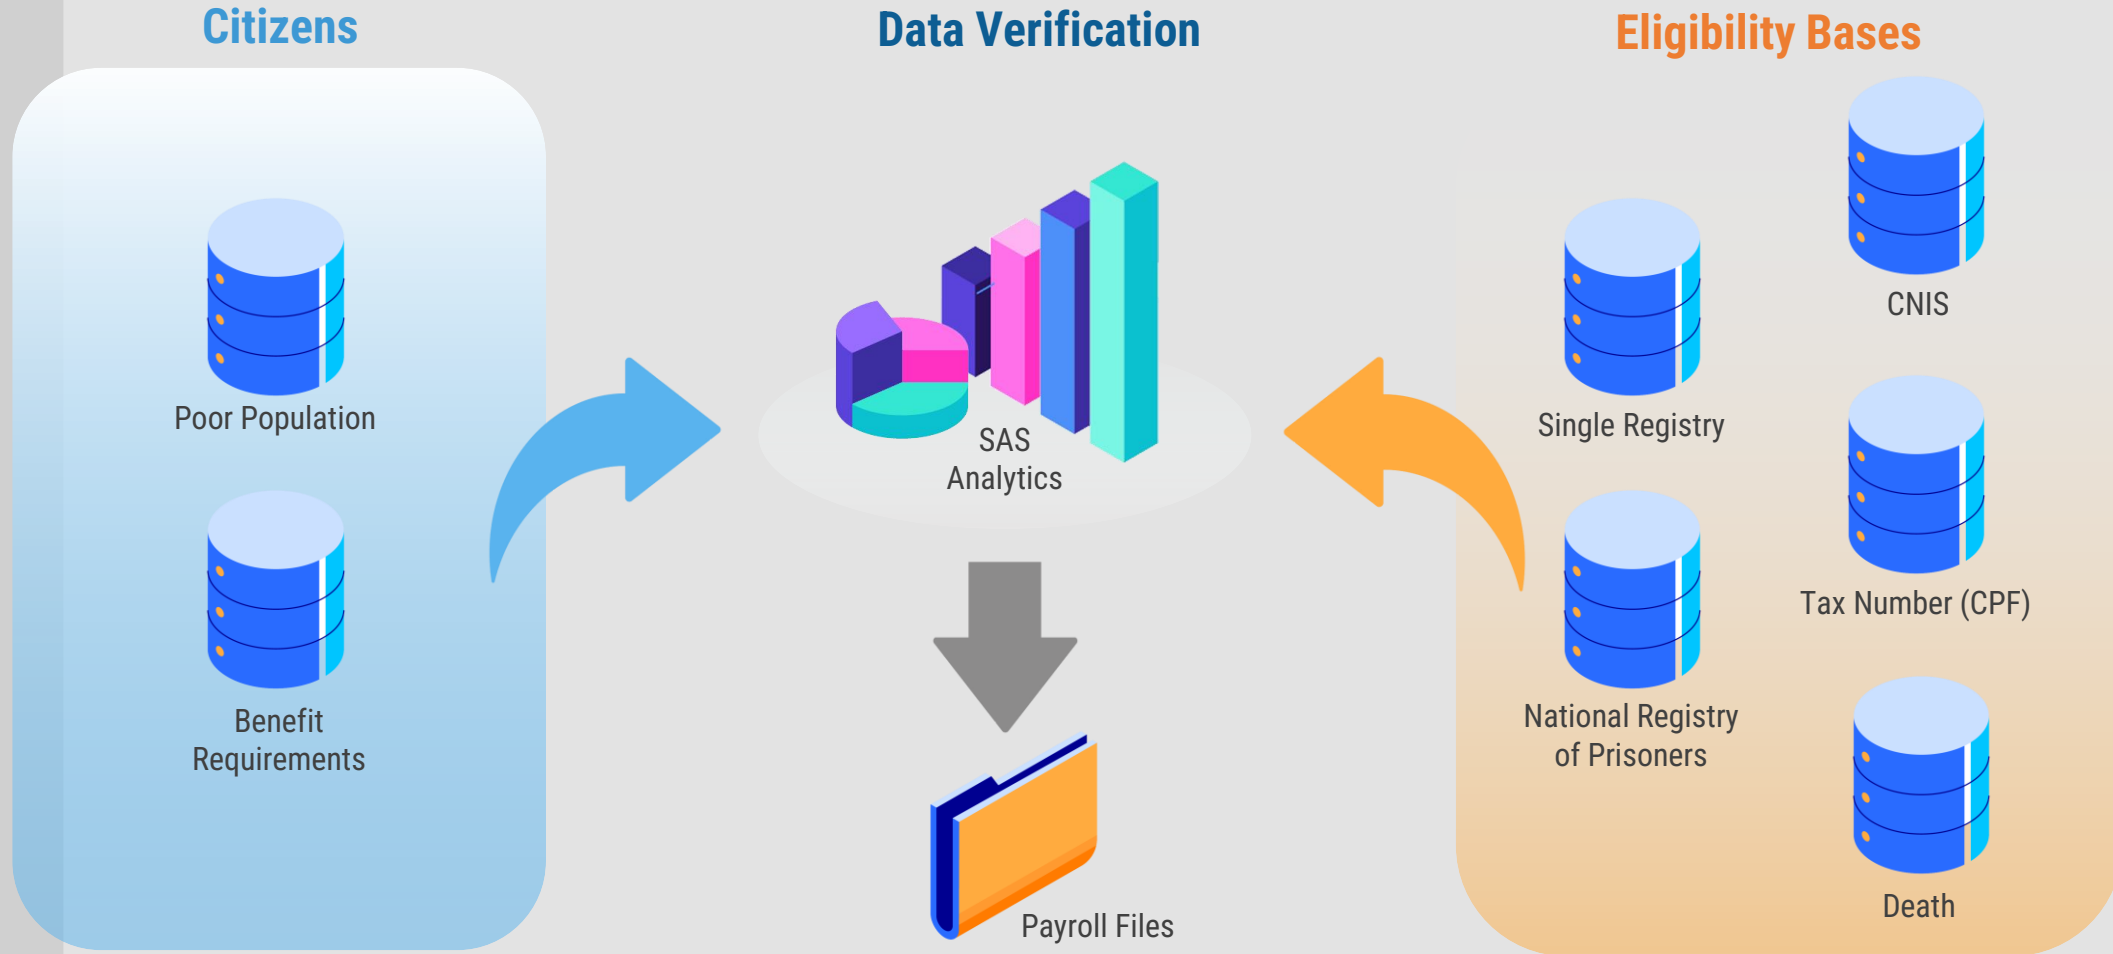 Citizens
Poor Population
Benefit
Requirements
Data Verification
SAS
Analytics
Payroll Files
Eligibility Bases
CNIS
Single Registry
Tax Number (CPF)
National Registry
of Prisoners
Death